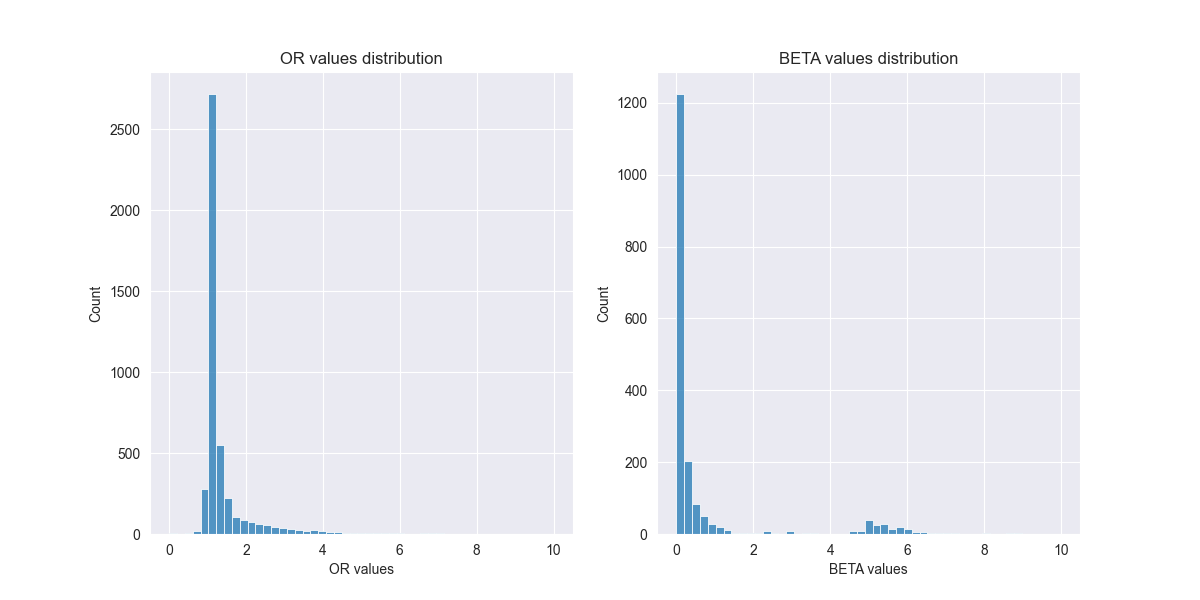 OR values distribution
2500
2000
1500
1000
500
0
Count
0 2 4 6 8 10
OR values
BETA values distribution
1200
1000
800
600
400
200
0
Count
0 2 4 6 8 10
BETA values